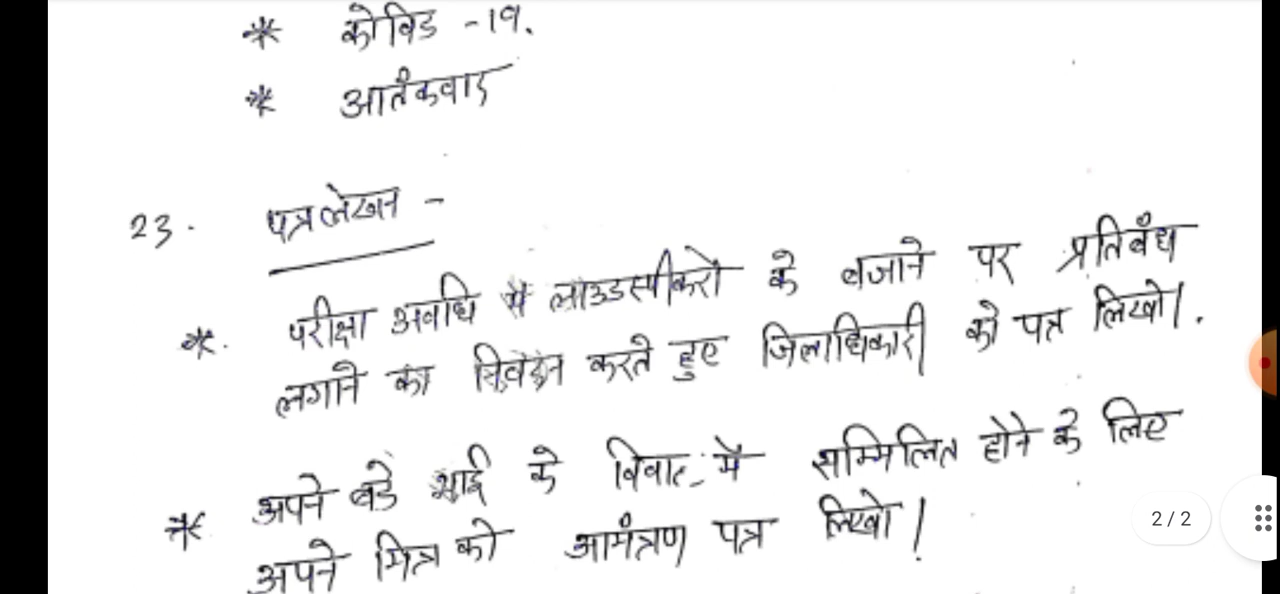 * कोविड -19.
* आतंकवाद
23. पत्रलेखन -
*. परीक्षा अवधि में लाउडस्पीकरों के बजाने पर प्रतिबंध
लगाने का निवेदन करते हुए जिलाधिकारी को पत्र लिखो।.
* अपने बडे भाई के विवाह में सम्मिलित होने के लिए
अपने मित्र को आमंत्रण पत्र लिखो!
2/2